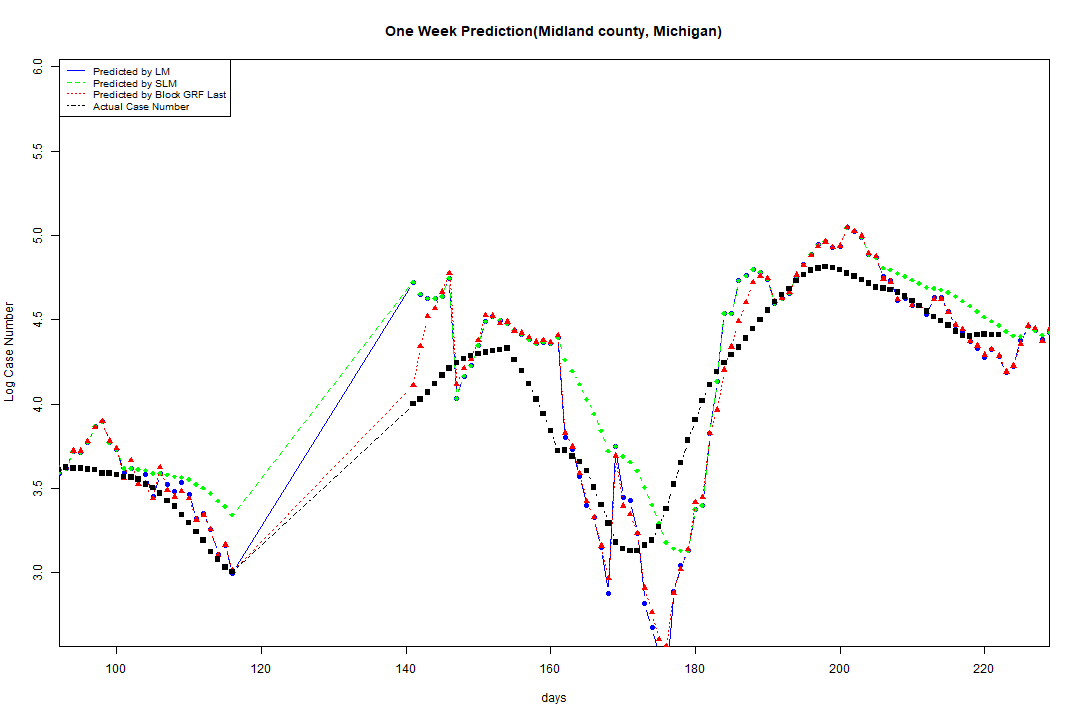 One Week Prediction(Midland county, Michigan)
Predicted by LM
Predicted by SLM
Predicted by Block GRF Last
Actual Case Number
6.0
5.5
5.0
4.5
4.0
3.5
3.0
Log Case Number
100 120 140 160 180 200 220
days